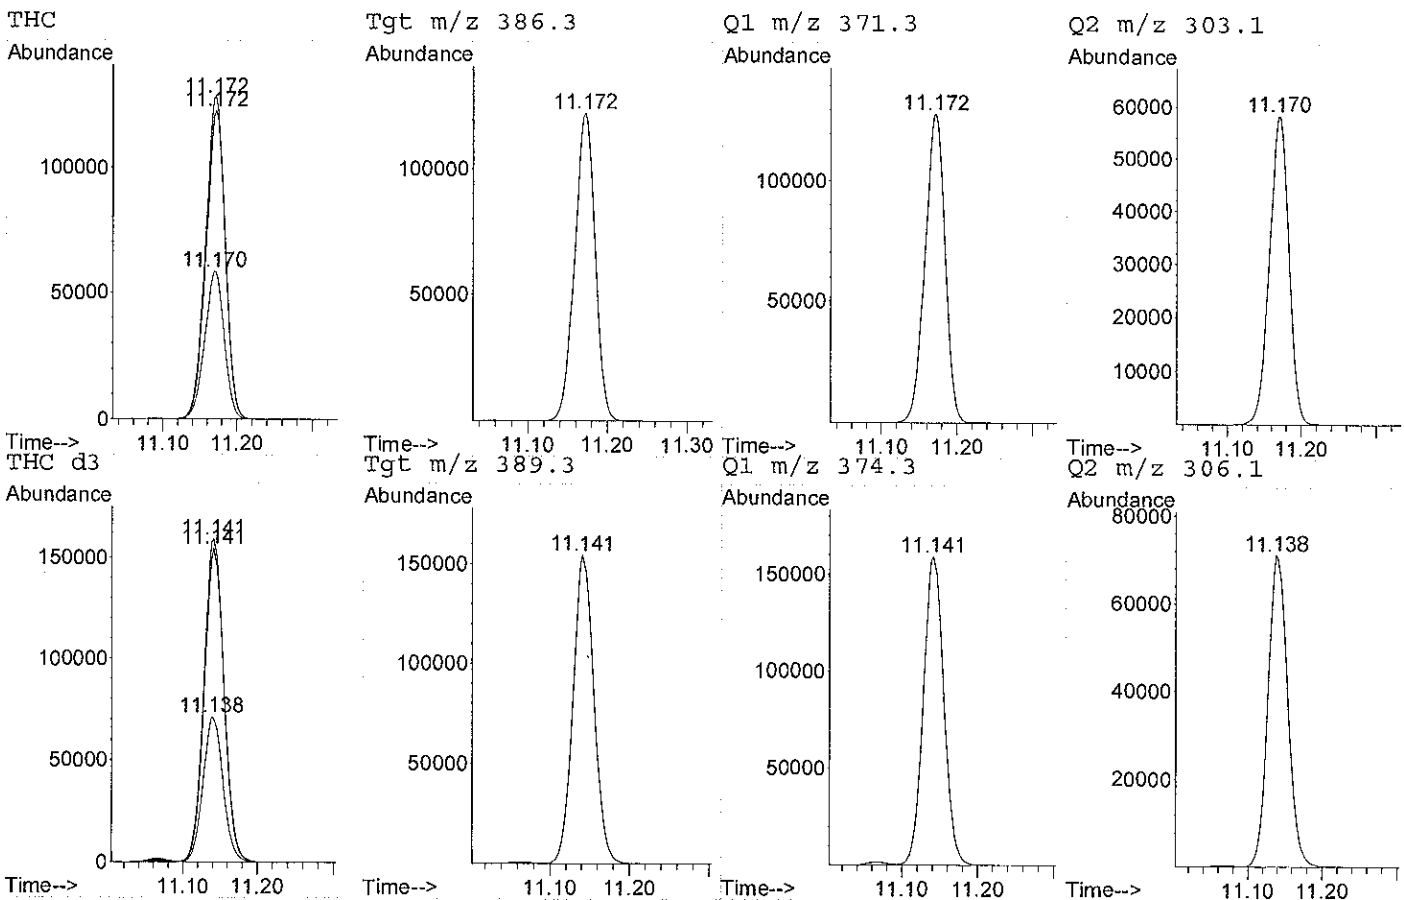 THC
Abundance
11.172
11.172
11.170
100000
50000
0
Time-->
11.10 11.20
Tgt m/z 386.3
Abundance
11.172
100000
50000
Time-->
11.10 11.20 11.30
Q1 m/z 371.3
Abundance
11.172
100000
50000
Time-->
11.10 11.20
Q2 m/z 303.1
Abundance
11.170
60000
50000
40000
30000
20000
10000
Time-->
11.10 11.20
THC d3
Abundance
11.141
11.141
11.138
150000
100000
50000
0
Time-->
11.10 11.20
Tgt m/z 389.3
Abundance
11.141
150000
100000
50000
Time-->
11.10 11.20
Q1 m/z 374.3
Abundance
11.141
150000
100000
50000
Time-->
11.10 11.20
Q2 m/z 306.1
Abundance
11.138
80000
60000
40000
20000
Time-->
11.10 11.20